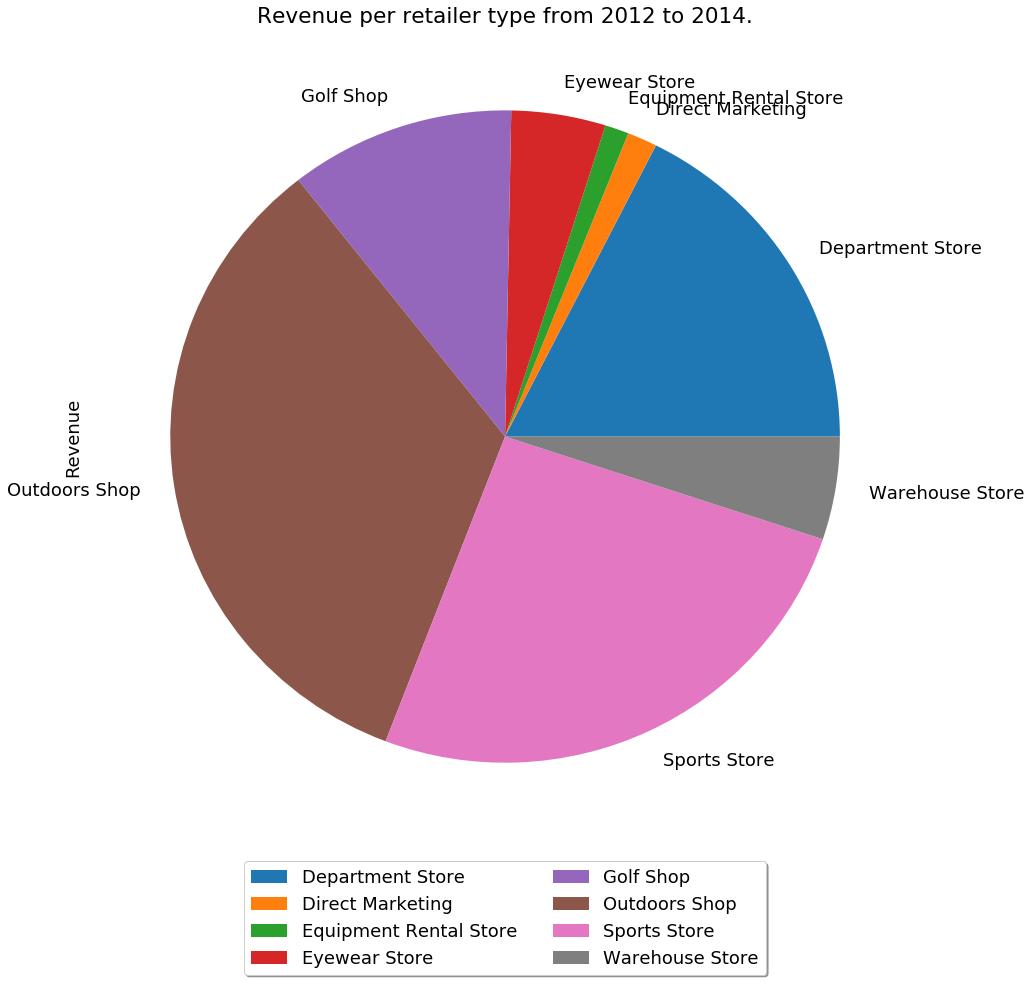 Revenue per retailer type from 2012 to 2014.
Eyewear Store
Golf Shop
Equipment Rental Store
Direct Marketing
Department Store
Revenue
Outdoors Shop
Warehouse Store
Sports Store
Department Store
Direct Marketing
Equipment Rental Store
Eyewear Store
Golf Shop
Outdoors Shop
Sports Store
Warehouse Store